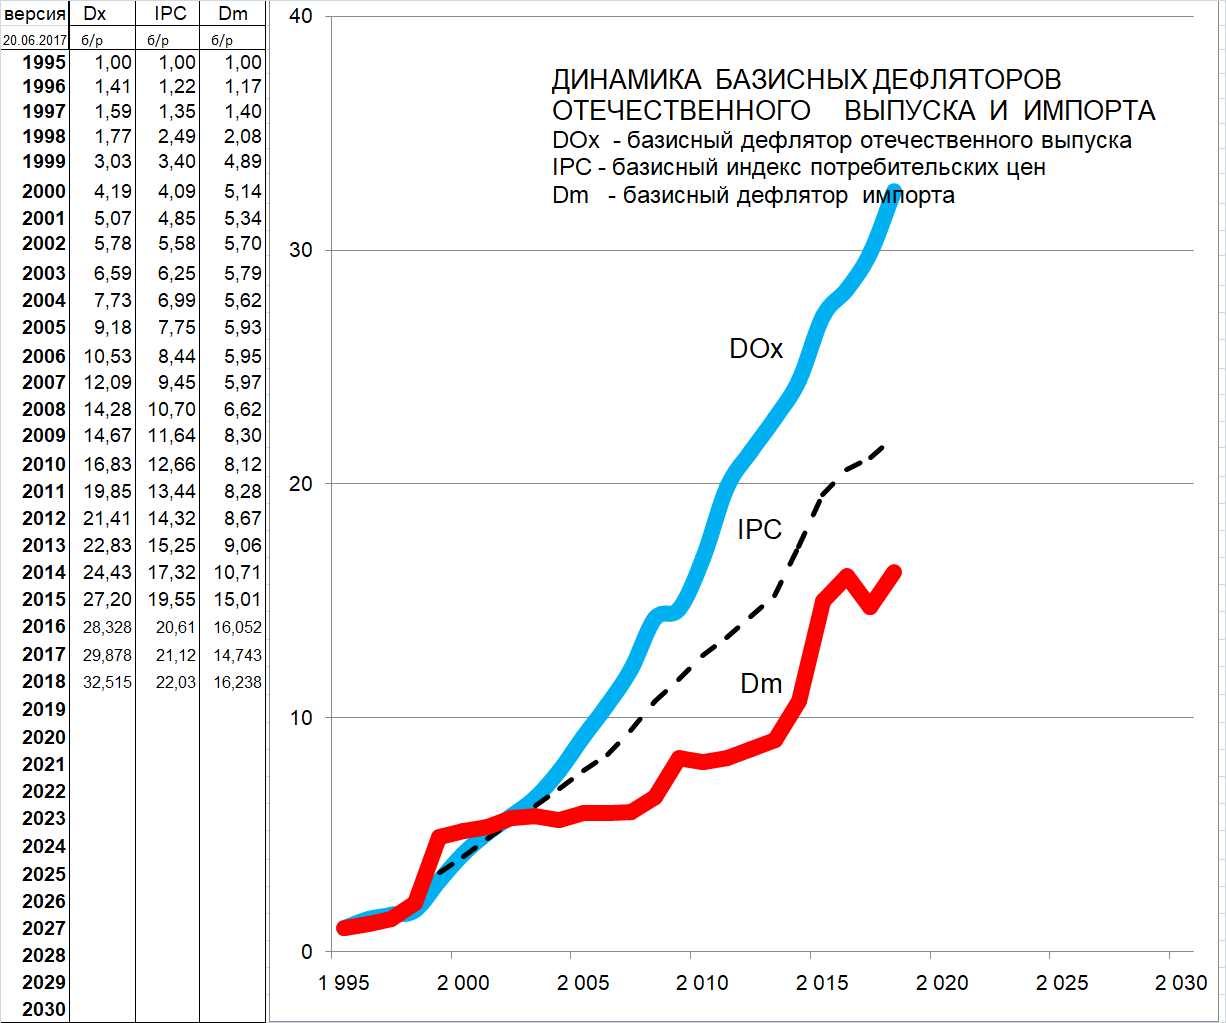 версия Dx IPC Dm
20.06.2017 б/р б/р б/р
1995 1,00 1,00 1,00
1996 1,41 1,22 1,17
1997 1,59 1,35 1,40
1998 1,77 2,49 2,08
1999 3,03 3,40 4,89
2000 4,19 4,09 5,14
2001 5,07 4,85 5,34
2002 5,78 5,58 5,70
2003 6,59 6,25 5,79
2004 7,73 6,99 5,62
2005 9,18 7,75 5,93
2006 10,53 8,44 5,95
2007 12,09 9,45 5,97
2008 14,28 10,70 6,62
2009 14,67 11,64 8,30
2010 16,83 12,66 8,12
2011 19,85 13,44 8,28
2012 21,41 14,32 8,67
2013 22,83 15,25 9,06
2014 24,43 17,32 10,71
2015 27,20 19,55 15,01
2016 28,328 20,61 16,052
2017 29,878 21,12 14,743
2018 32,515 22,03 16,238
2019
2020
2021
2022
2023
2024
2025
2026
2027
2028
2029
2030
ДИНАМИКА БАЗИСНЫХ ДЕФЛЯТОРОВ
ОТЕЧЕСТВЕННОГО ВЫПУСКА И ИМПОРТА
DOx - базисный дефлятор отечественного выпуска
IPC - базисный индекс потребительских цен
Dm - базисный дефлятор импорта
40
30
20
10
0
DOx
IPC
Dm
1 995 2 000 2 005 2 010 2 015 2 020 2 025 2 030